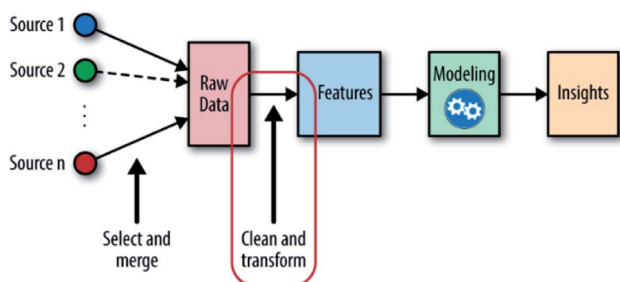 Source 1
Source 2
⋮
Source n
Raw
Data
Features
Modeling
Insights
Select and
merge
Clean and
transform